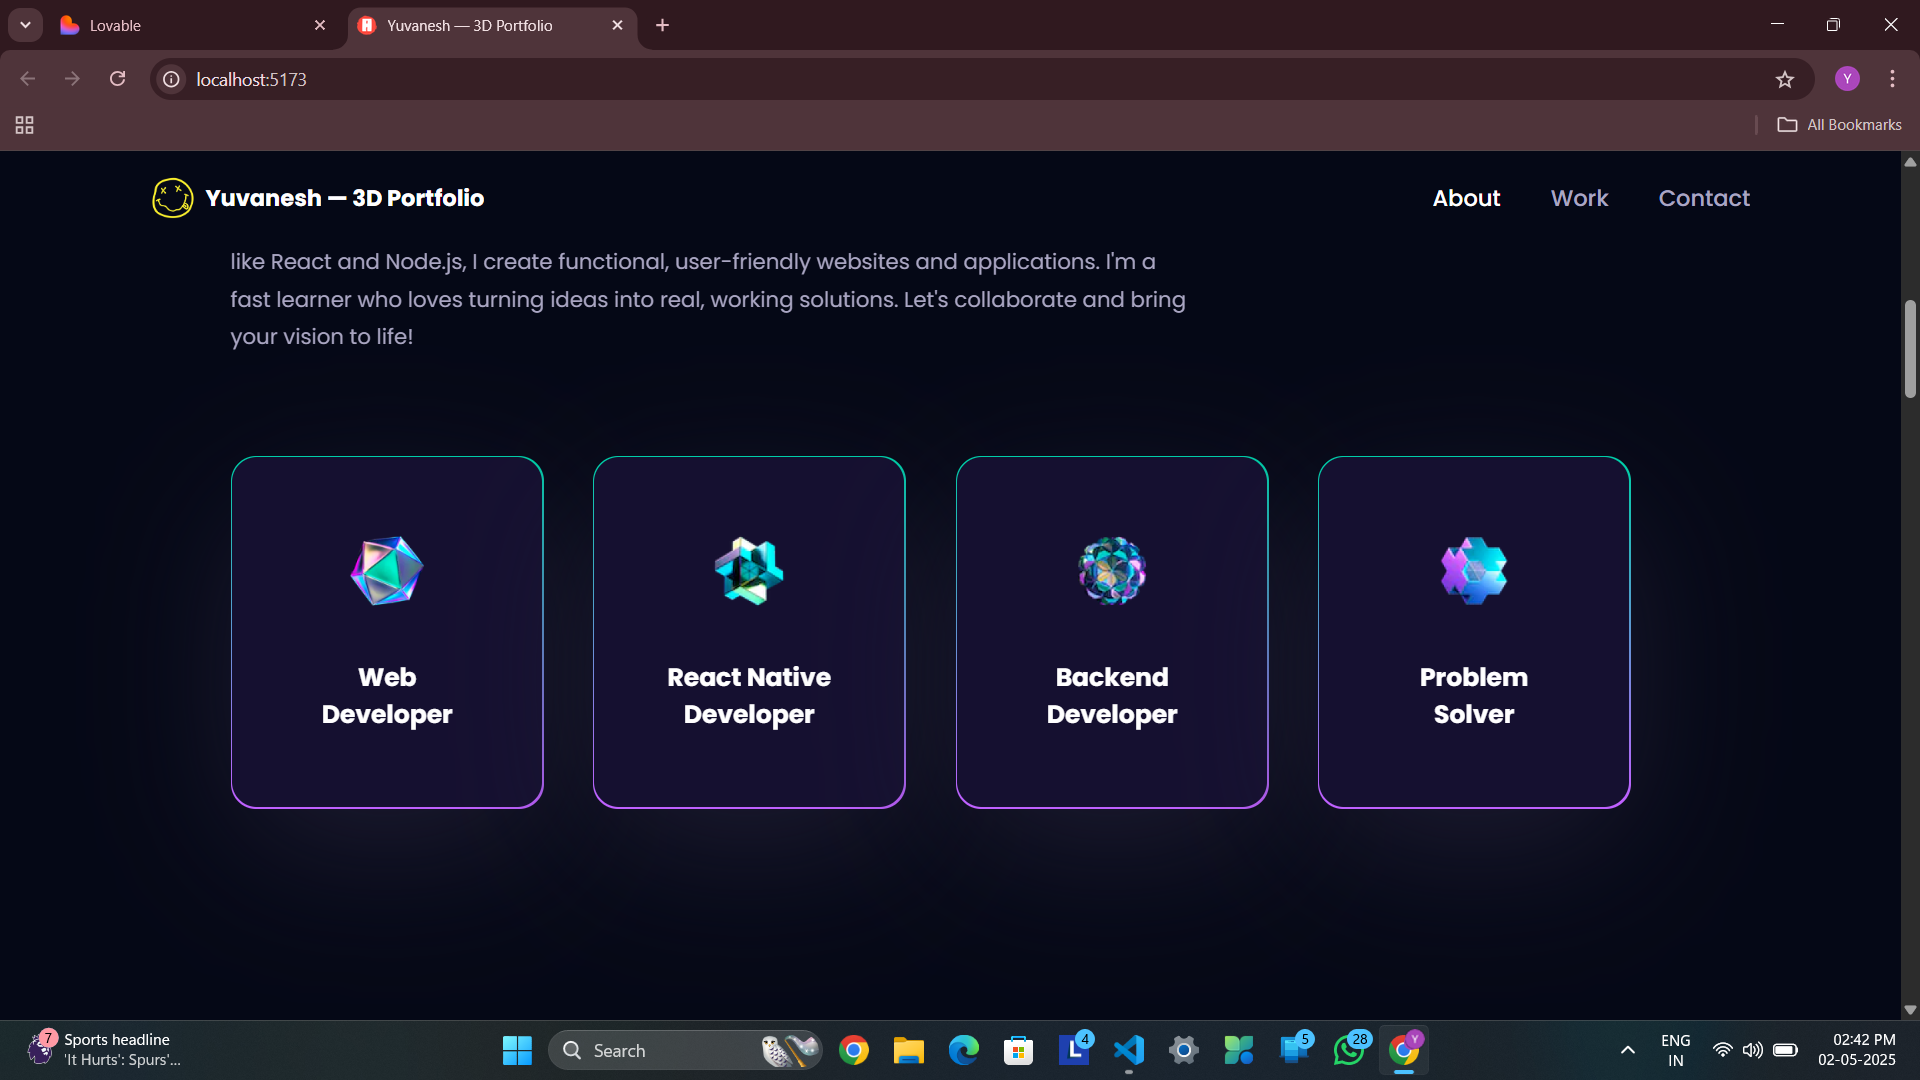 Lovable
Yuvanesh — 3D Portfolio
localhost:5173
Y
All Bookmarks
Yuvanesh — 3D Portfolio
About
Work
Contact
like React and Node.js, I create functional, user-friendly websites and applications. I'm a
fast learner who loves turning ideas into real, working solutions. Let's collaborate and bring
your vision to life!
Web
Developer
React Native
Developer
Backend
Developer
Problem
Solver
7
Sports headline
'It Hurts': Spurs'...
Search
L
4
5
28
Y
ENG
IN
02:42 PM
02-05-2025